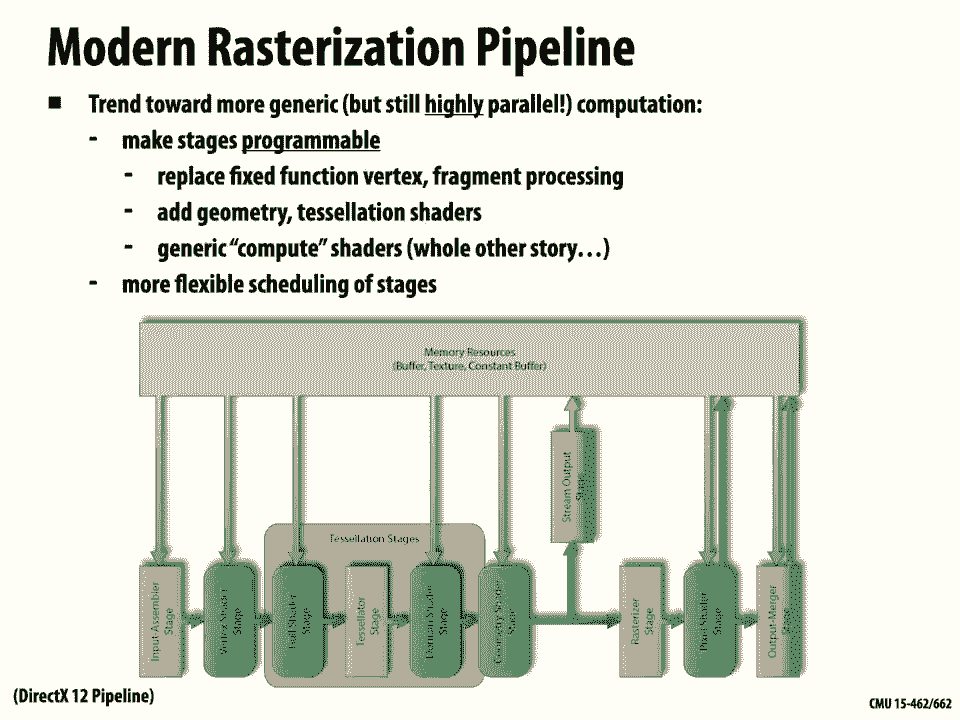 Modern Rasterization Pipeline
■ Trend toward more generic (but still highly parallel!) computation:
- make stages programmable
- replace fixed function vertex, fragment processing
- add geometry, tessellation shaders
- generic “compute” shaders (whole other story…)
- more flexible scheduling of stages
Memory Resources
(Buffer, Texture, Constant Buffer)
Stream Output
Stage
Tessellation Stages
Input-Assembler
Stage
Vertex Shader
Stage
Hull Shader
Stage
Tessellator
Stage
Domain Shader
Stage
Geometry Shader
Stage
Rasterizer
Stage
Pixel Shader
Stage
Output-Merger
Stage
(DirectX 12 Pipeline)
CMU 15-462/662